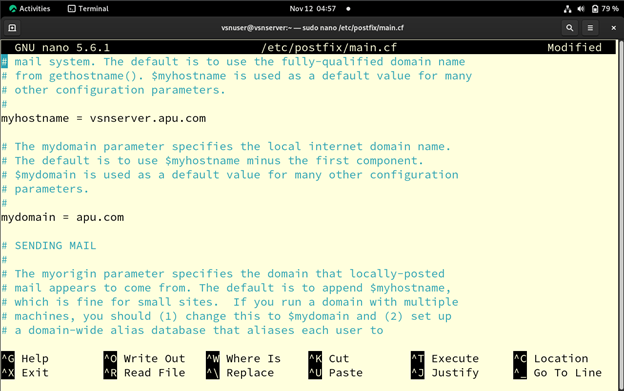 Activities Terminal Nov 12 04:57 79 %
vsnuser@vsnserver:~ — sudo nano /etc/postfix/main.cf
GNU nano 5.6.1 /etc/postfix/main.cf Modified
# mail system. The default is to use the fully-qualified domain name
# from gethostname(). $myhostname is used as a default value for many
# other configuration parameters.
#
myhostname = vsnserver.apu.com
# The mydomain parameter specifies the local internet domain name.
# The default is to use $myhostname minus the first component.
# $mydomain is used as a default value for many other configuration
# parameters.
#
mydomain = apu.com
# SENDING MAIL
#
# The myorigin parameter specifies the domain that locally-posted
# mail appears to come from. The default is to append $myhostname,
# which is fine for small sites.  If you run a domain with multiple
# machines, you should (1) change this to $mydomain and (2) set up
# a domain-wide alias database that aliases each user to
^G Help ^O Write Out ^W Where Is ^K Cut ^T Execute ^C Location
^X Exit ^R Read File ^\ Replace ^U Paste ^J Justify ^_ Go To Line